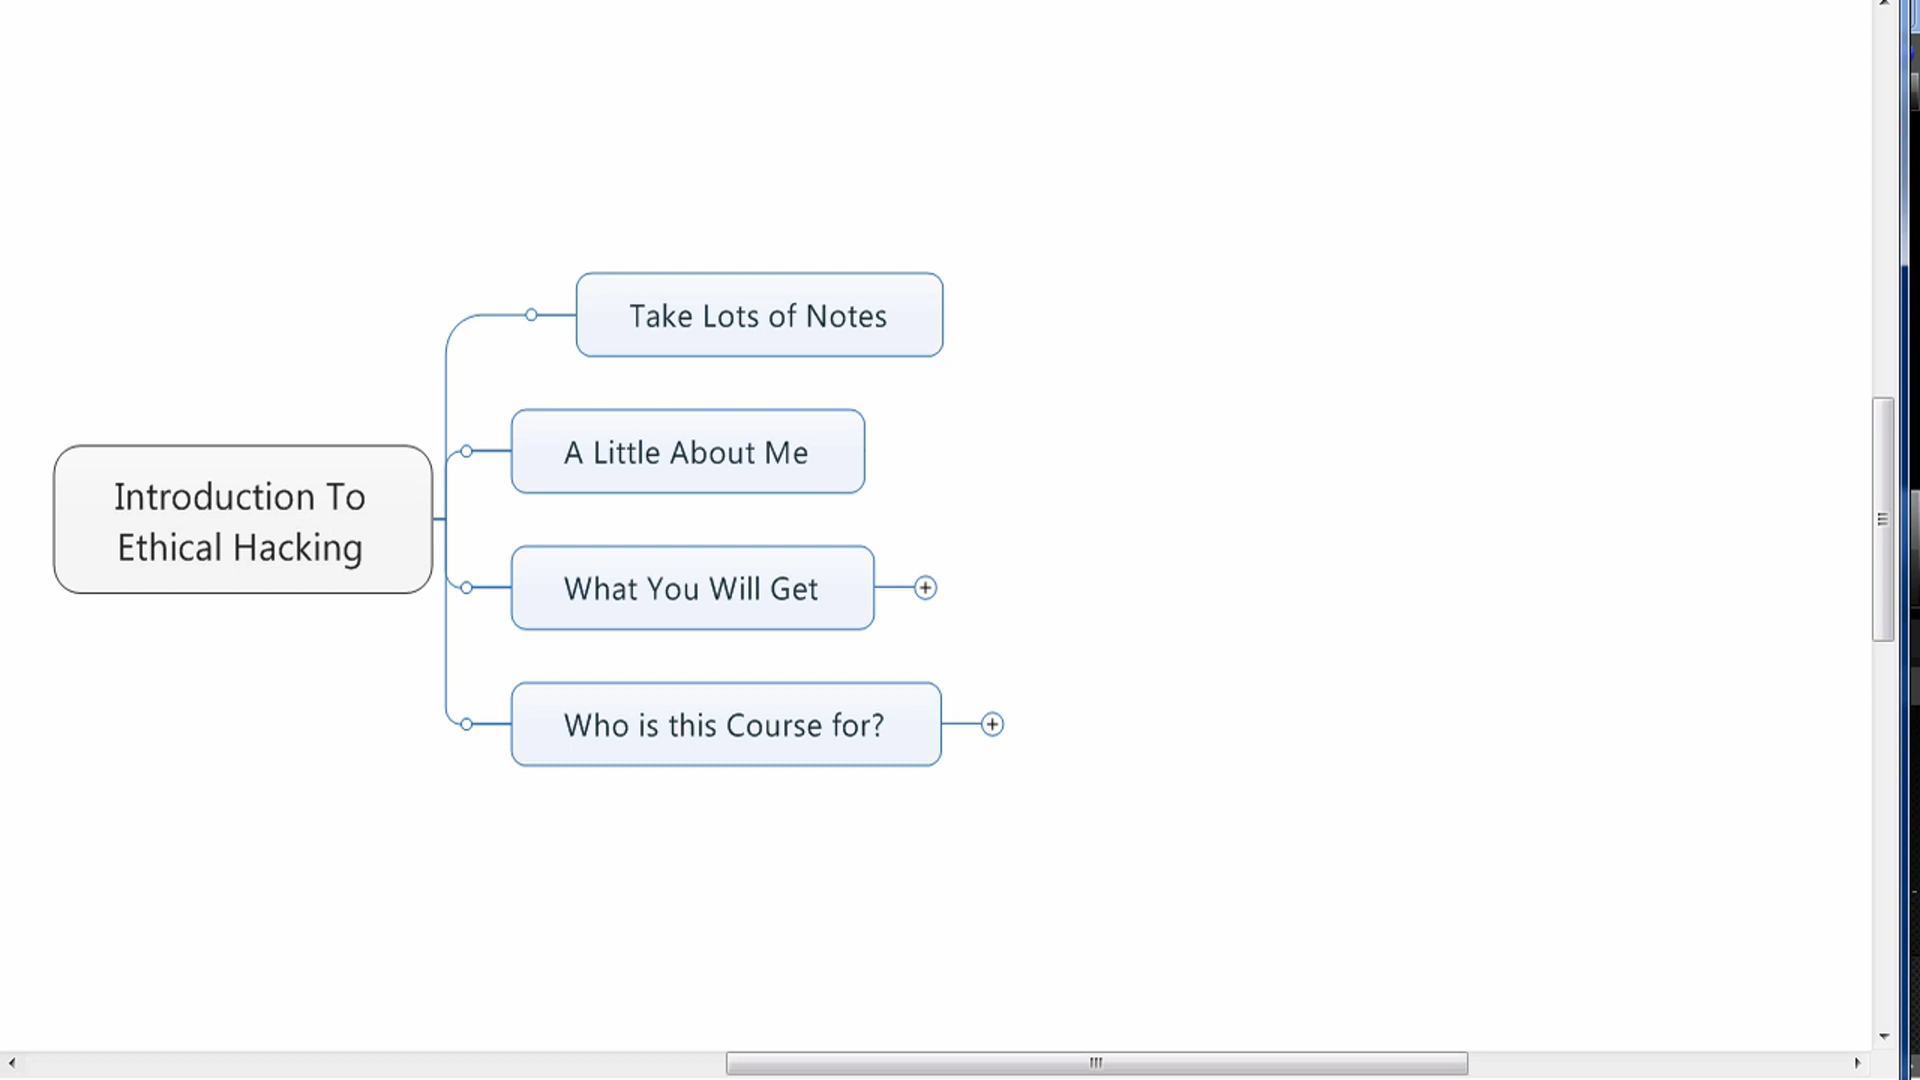 Take Lots of Notes
A Little About Me
Introduction To
Ethical Hacking
What You Will Get
Who is this Course for?